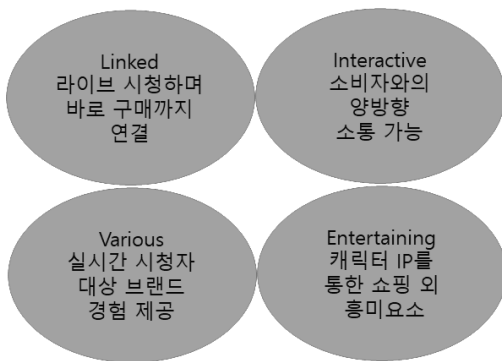 Linked
라이브 시청하며
바로 구매까지
연결
Interactive
소비자와의
양방향
소통 가능
Various
실시간 시청자
대상 브랜드
경험 제공
Entertaining
캐릭터 IP를
통한 쇼핑 외
흥미요소